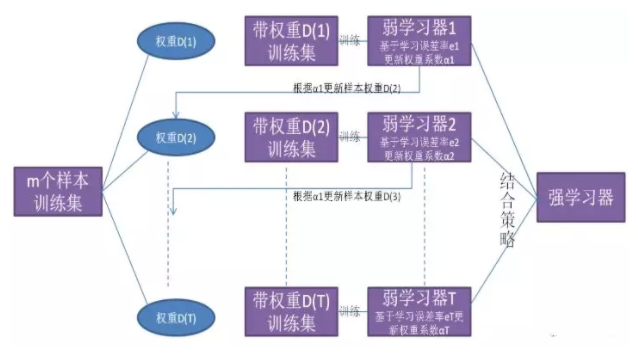 权重D(1)
带权重D(1)
训练集
训练
弱学习器1
基于学习误差率e1
更新权重系数α1
根据α1更新样本权重D(2)
权重D(2)
带权重D(2)
训练集
训练
弱学习器2
基于学习误差率e2
更新权重系数α2
m个样本
训练集
根据α1更新样本权重D(3)
结合策略
强学习器
权重D(T)
带权重D(T)
训练集
训练
弱学习器T
基于学习误差率eT更
新权重系数αT